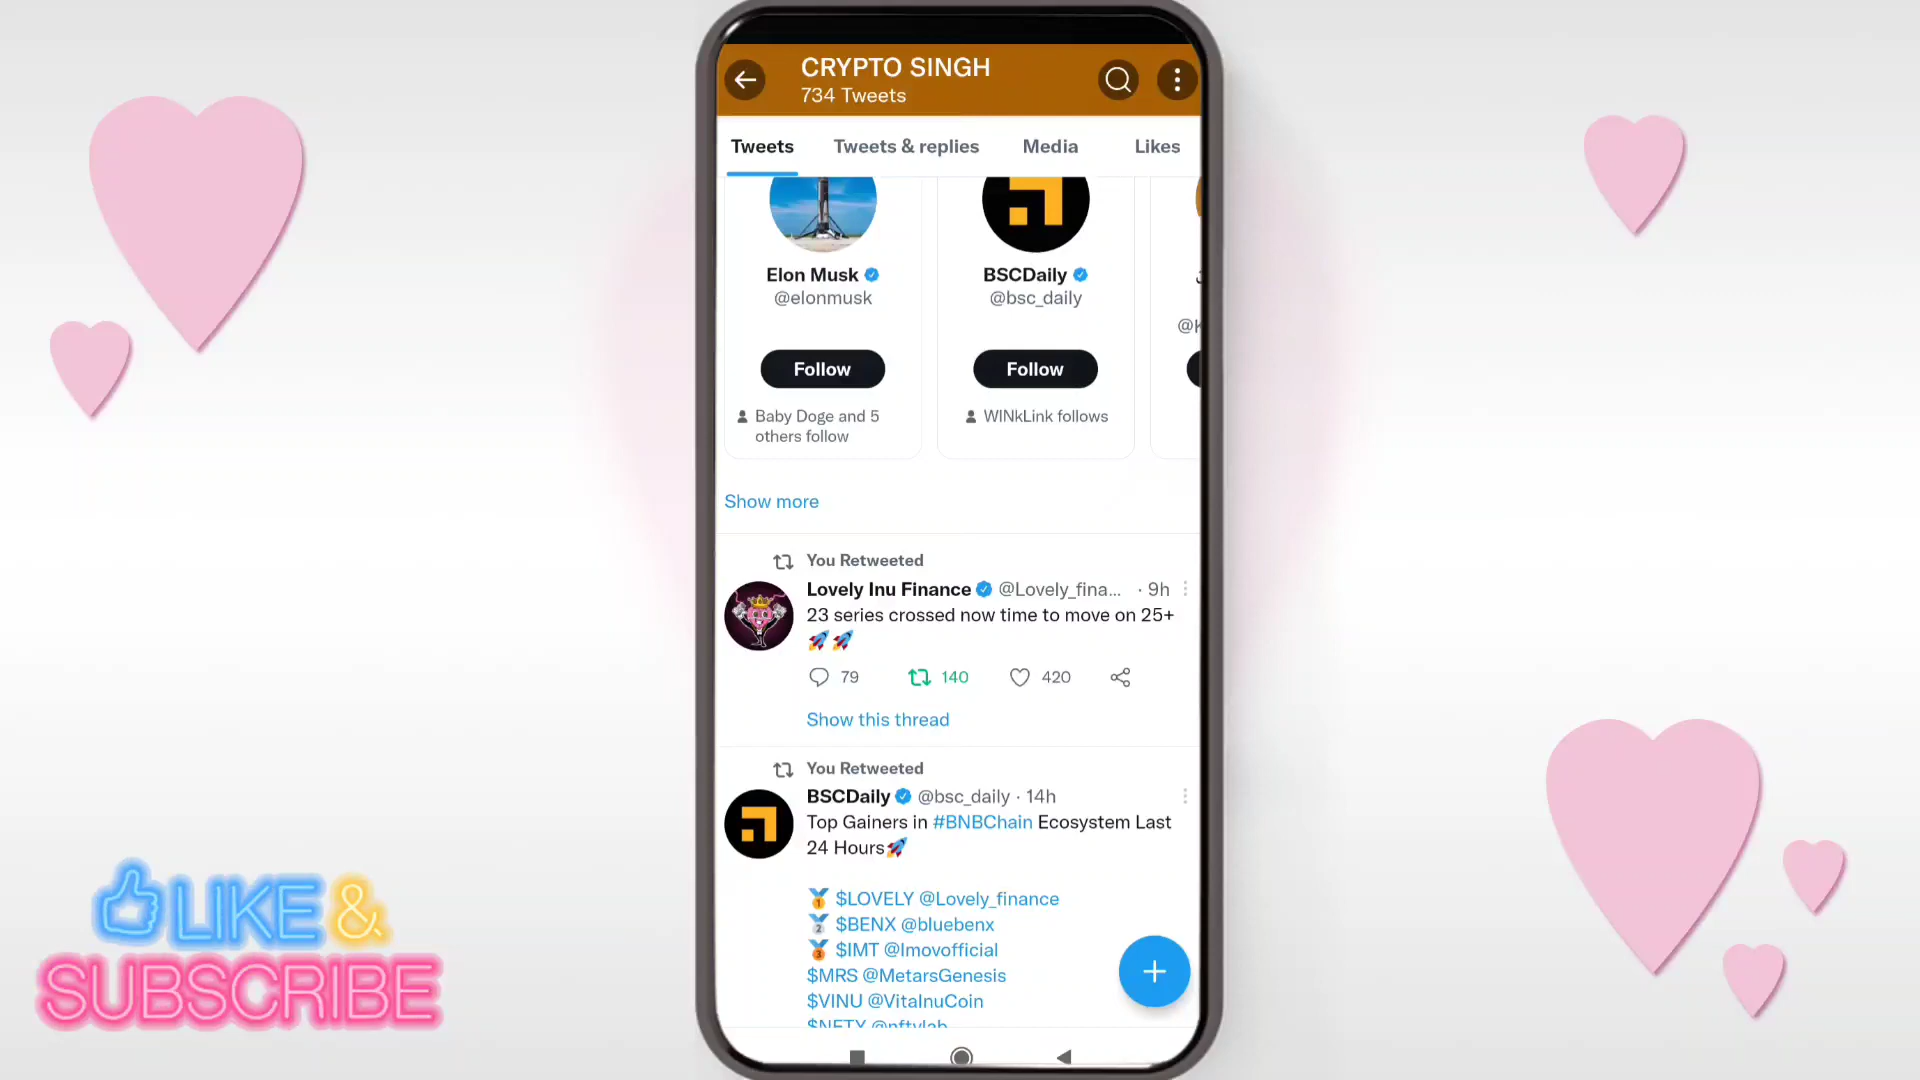 CRYPTO SINGH
734 Tweets
Tweets
Tweets & replies
Media
Likes
Elon Musk
@elonmusk
Follow
Baby Doge and 5
others follow
BSCDaily
@bsc_daily
Follow
WINkLink follows
Show more
You Retweeted
Lovely Inu Finance @Lovely_fina... · 9h
23 series crossed now time to move on 25+
🚀🚀
79 140 420
Show this thread
You Retweeted
BSCDaily @bsc_daily · 14h
Top Gainers in #BNBChain Ecosystem Last
24 Hours🚀
🥇 $LOVELY @Lovely_finance
🥈 $BENX @bluebenx
🥉 $IMT @Imovofficial
$MRS @MetarsGenesis
$VINU @VitaInuCoin
$NFTY @nftylab
LIKE &
SUBSCRIBE